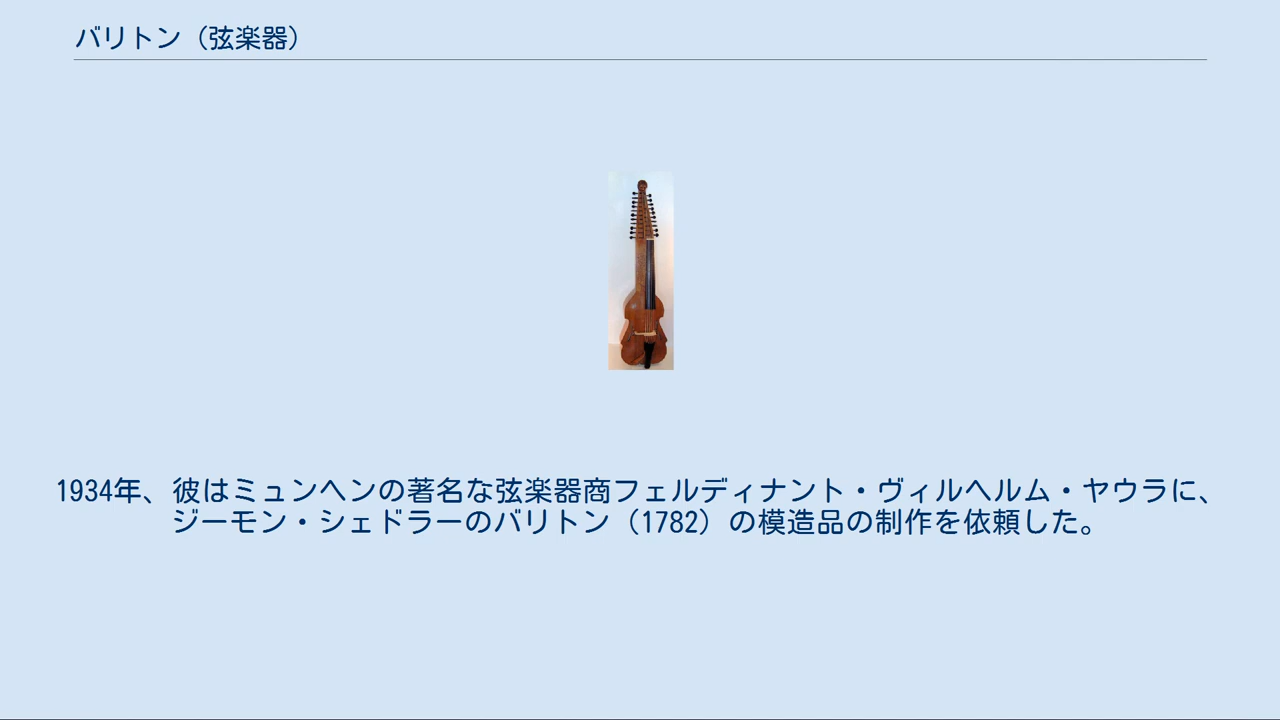 バリトン（弦楽器）
1934年、彼はミュンヘンの著名な弦楽器商フェルディナント・ヴィルヘルム・ヤウラに、
ジーモン・シェドラーのバリトン（1782）の模造品の制作を依頼した。